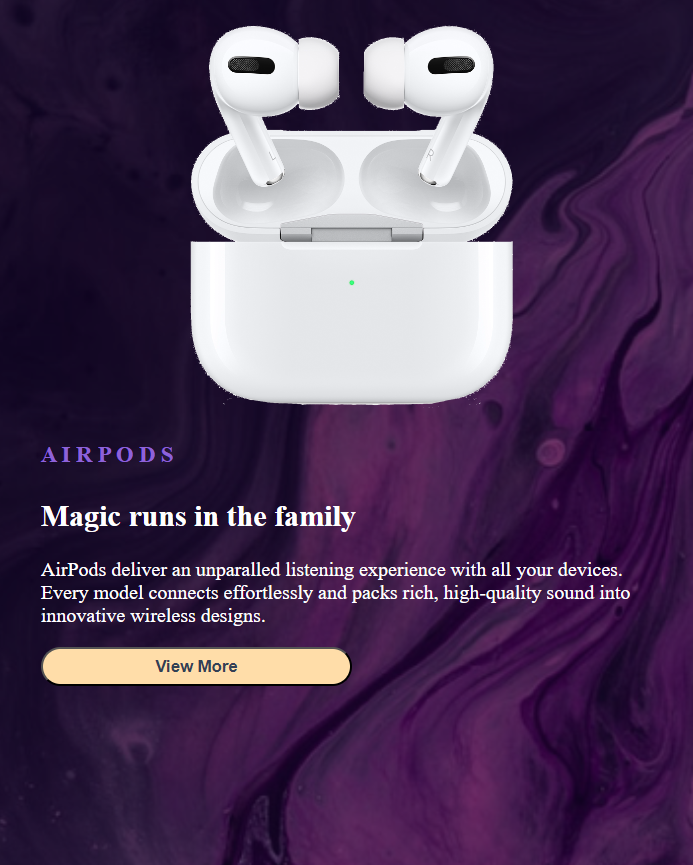 L
R
AIRPODS
Magic runs in the family
AirPods deliver an unparalled listening experience with all your devices.
Every model connects effortlessly and packs rich, high-quality sound into
innovative wireless designs.
View More